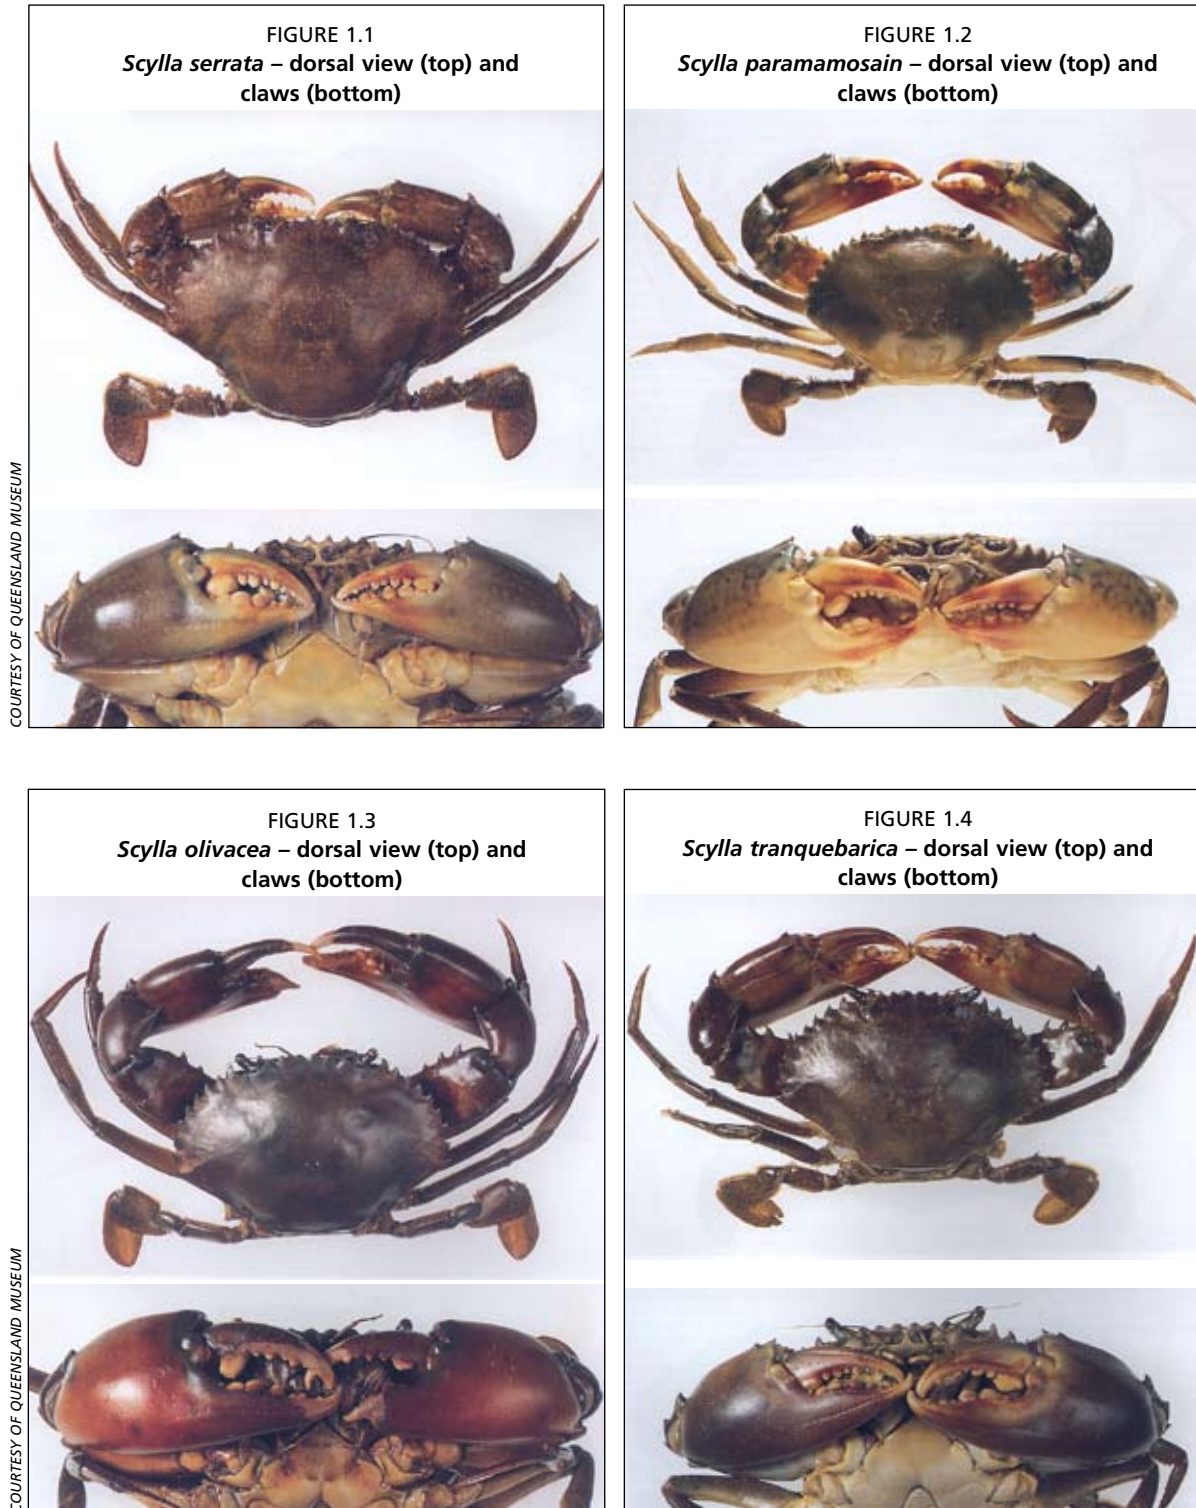 FIGURE 1.1
Scylla serrata – dorsal view (top) and
claws (bottom)
FIGURE 1.2
Scylla paramamosain – dorsal view (top) and
claws (bottom)
COURTESY OF QUEENSLAND MUSEUM
FIGURE 1.3
Scylla olivacea – dorsal view (top) and
claws (bottom)
FIGURE 1.4
Scylla tranquebarica – dorsal view (top) and
claws (bottom)
COURTESY OF QUEENSLAND MUSEUM